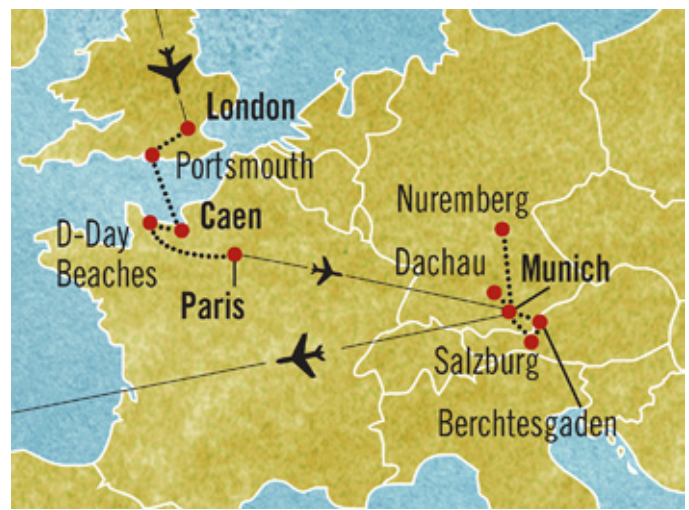 London
Portsmouth
Caen
D-Day
Beaches
Paris
Nuremberg
Dachau
Munich
Salzburg
Berchtesgaden